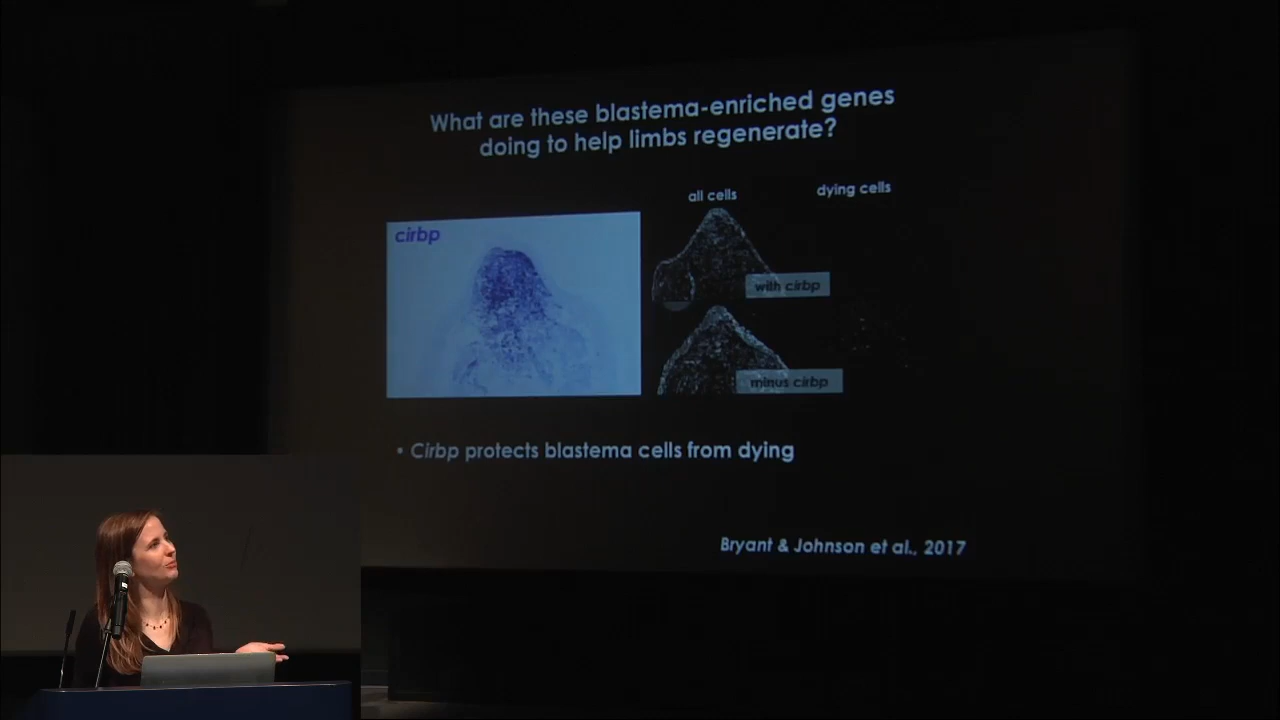 What are these blastema-enriched genes
doing to help limbs regenerate?
all cells
dying cells
cirbp
with cirbp
minus cirbp
• Cirbp protects blastema cells from dying
Bryant & Johnson et al., 2017